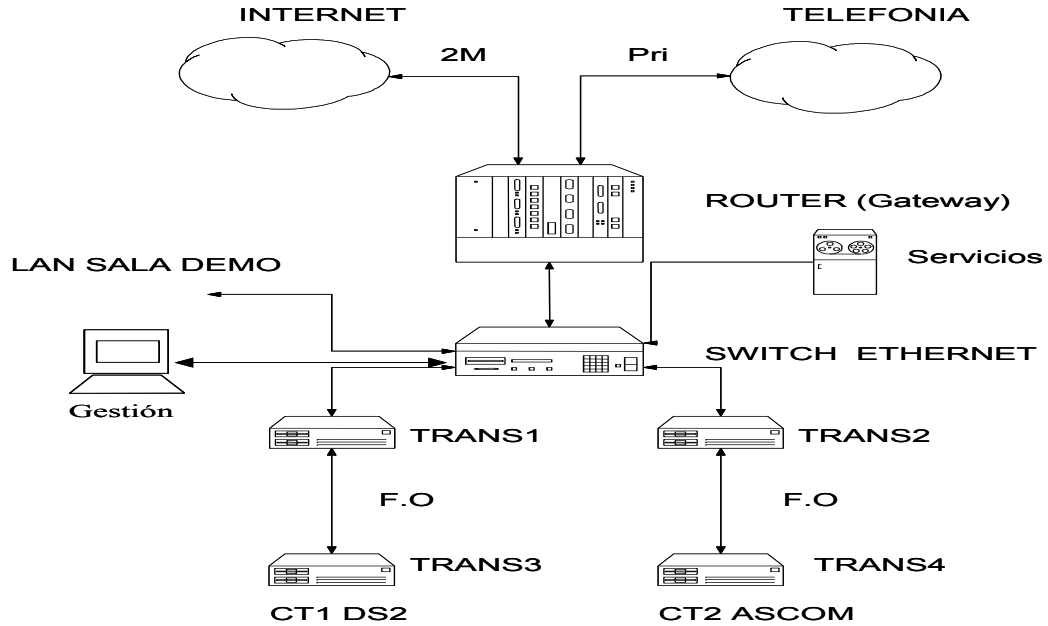 INTERNET
TELEFONIA
2M
Pri
ROUTER (Gateway)
Servicios
LAN SALA DEMO
SWITCH ETHERNET
Gestión
TRANS1
TRANS2
F.O
F.O
TRANS3
TRANS4
CT1 DS2
CT2 ASCOM